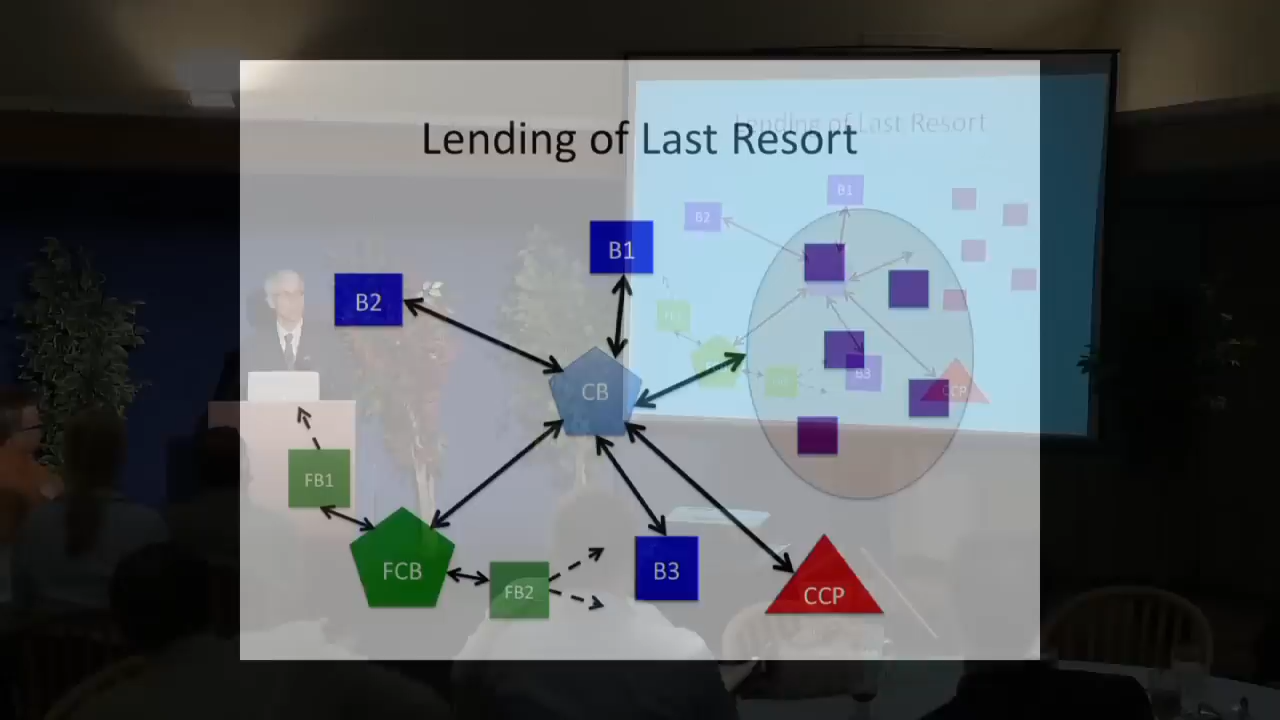 Lending of Last Resort
Lending of Last Resort
B1
B2
B1
B2
CB
B3
CCP
FB1
FCB
FB2
B3
CCP